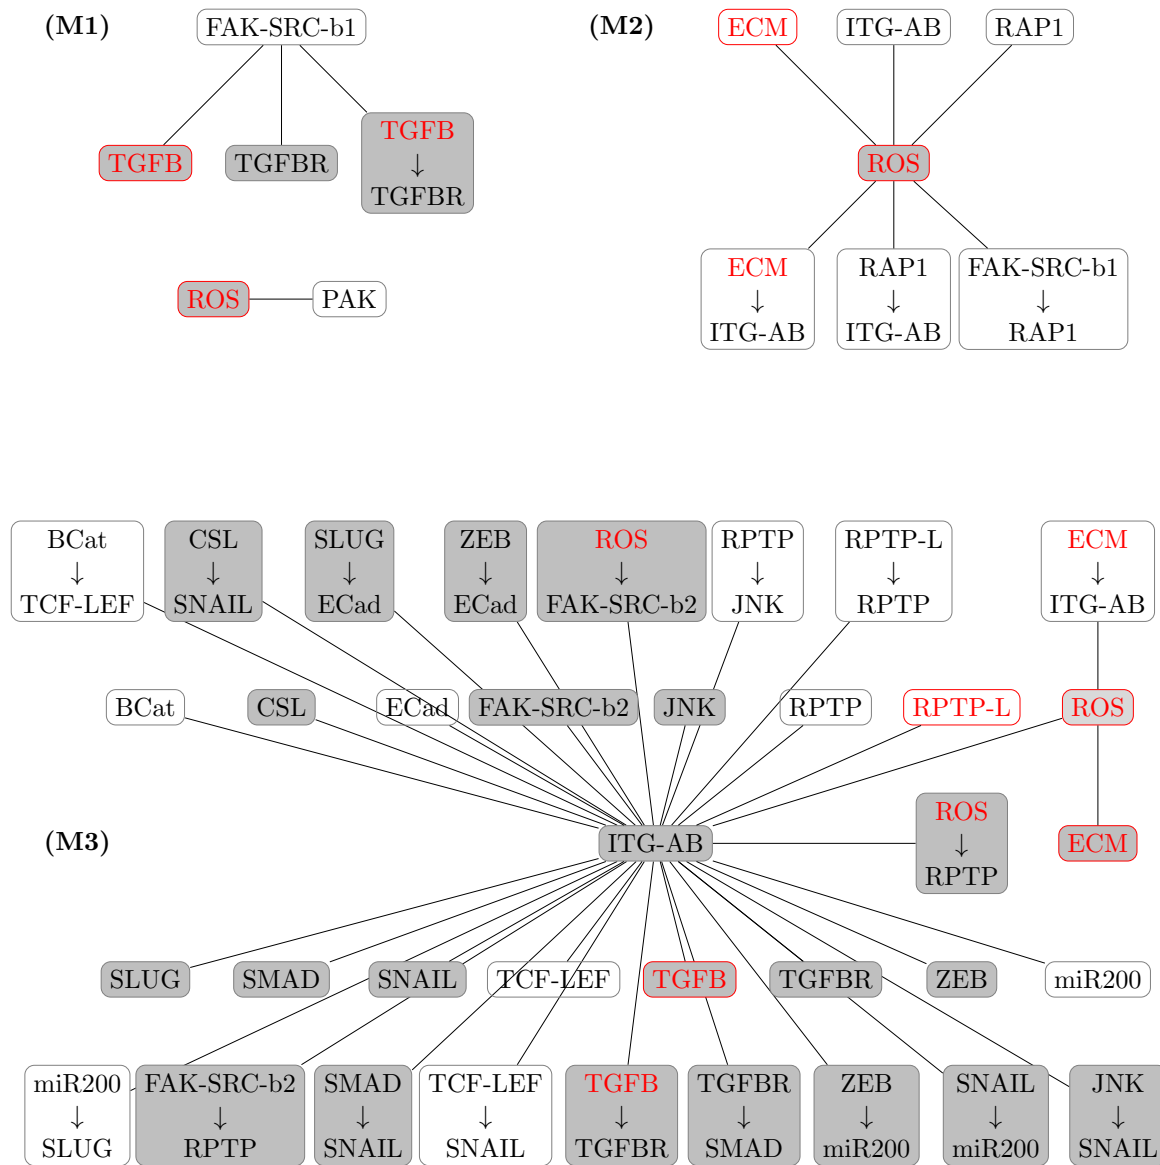 (M1)
FAK-SRC-b1
TGFB
TGFBR
TGFB
↓
TGFBR
ROS
PAK
(M2)
ECM
ITG-AB
RAP1
ROS
ECM
↓
ITG-AB
RAP1
↓
ITG-AB
FAK-SRC-b1
↓
RAP1
BCat
↓
TCF-LEF
CSL
↓
SNAIL
SLUG
↓
ECad
ZEB
↓
ECad
ROS
↓
FAK-SRC-b2
RPTP
↓
JNK
RPTP-L
↓
RPTP
ECM
↓
ITG-AB
BCat
CSL
ECad
FAK-SRC-b2
JNK
RPTP
RPTP-L
ROS
(M3)
ITG-AB
ROS
↓
RPTP
ECM
SLUG
SMAD
SNAIL
TCF-LEF
TGFB
TGFBR
ZEB
miR200
miR200
↓
SLUG
FAK-SRC-b2
↓
RPTP
SMAD
↓
SNAIL
TCF-LEF
↓
SNAIL
TGFB
↓
TGFBR
TGFBR
↓
SMAD
ZEB
↓
miR200
SNAIL
↓
miR200
JNK
↓
SNAIL